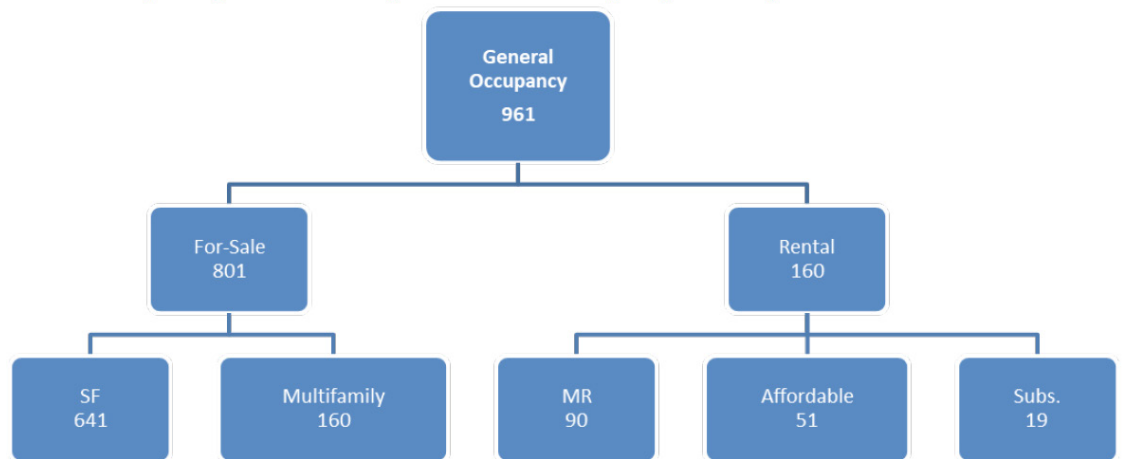 General
Occupancy
961
For-Sale
801
Rental
160
SF
641
Multifamily
160
MR
90
Affordable
51
Subs.
19